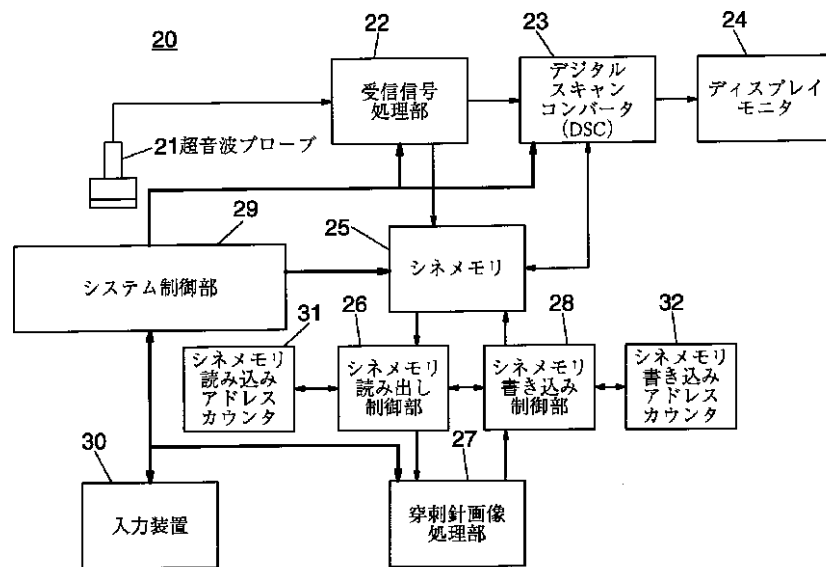 20
22
受信信号
処理部
23
デジタル
スキャン
コンバータ
(DSC)
24
ディスプレイ
モニタ
21超音波プローブ
29
システム制御部
25
シネメモリ
31
シネメモリ
読み込み
アドレス
カウンタ
26
シネメモリ
読み出し
制御部
28
シネメモリ
書き込み
制御部
32
シネメモリ
書き込み
アドレス
カウンタ
30
入力装置
27
穿刺針画像
処理部